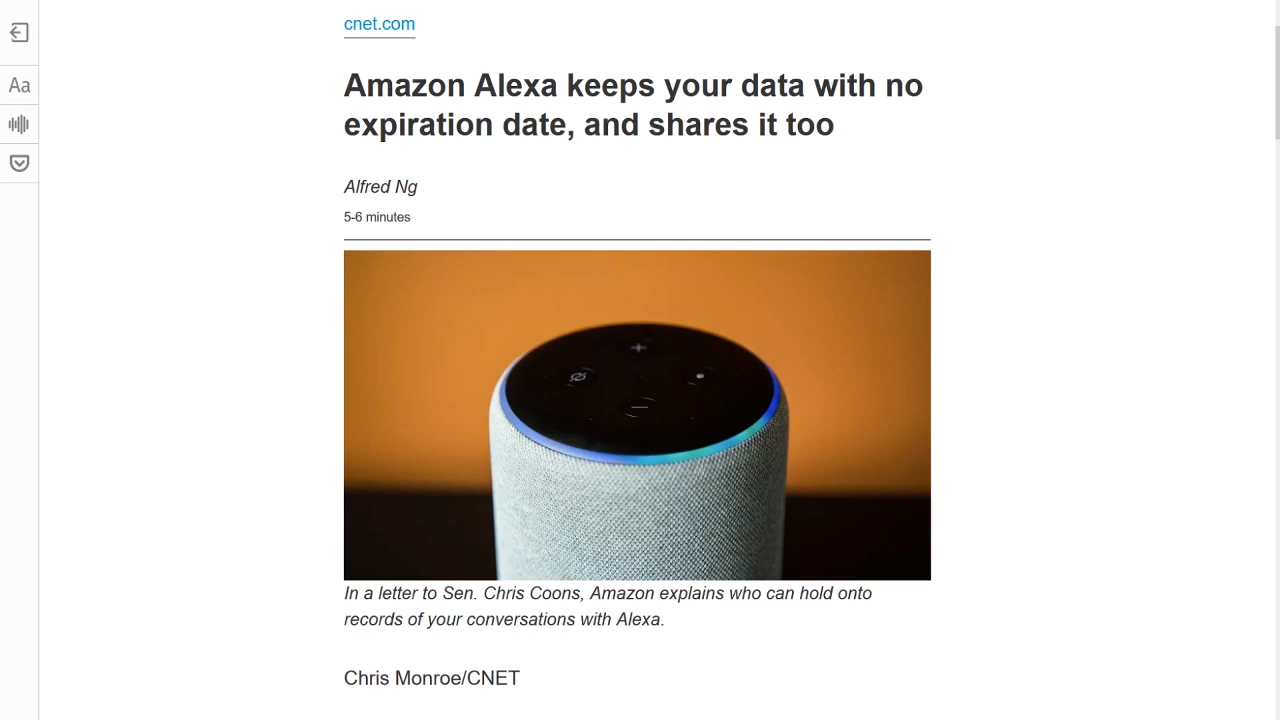 cnet.com
Amazon Alexa keeps your data with no
expiration date, and shares it too
Alfred Ng
5-6 minutes
In a letter to Sen. Chris Coons, Amazon explains who can hold onto
records of your conversations with Alexa.
Chris Monroe/CNET
Aa